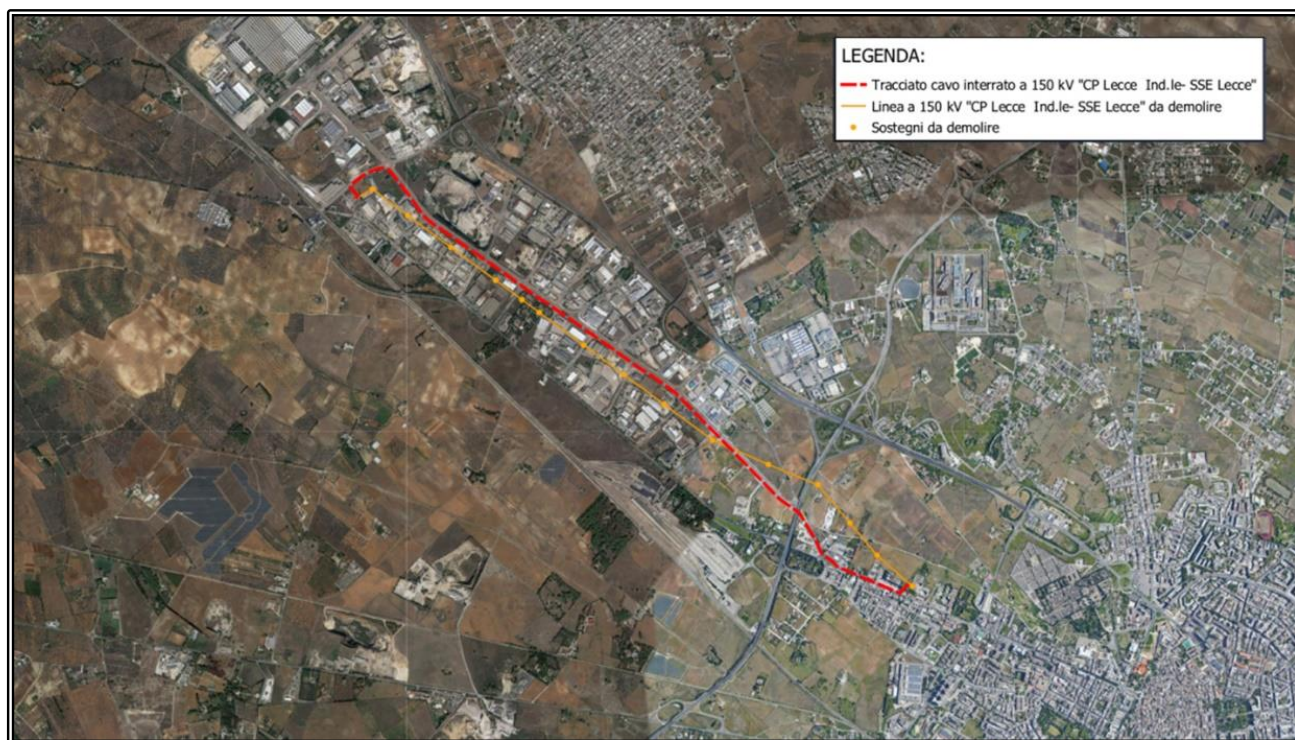 LEGENDA:
Tracciato cavo interrato a 150 kV "CP Lecce Ind.le- SSE Lecce"
Linea a 150 kV "CP Lecce Ind.le- SSE Lecce" da demolire
Sostegni da demolire